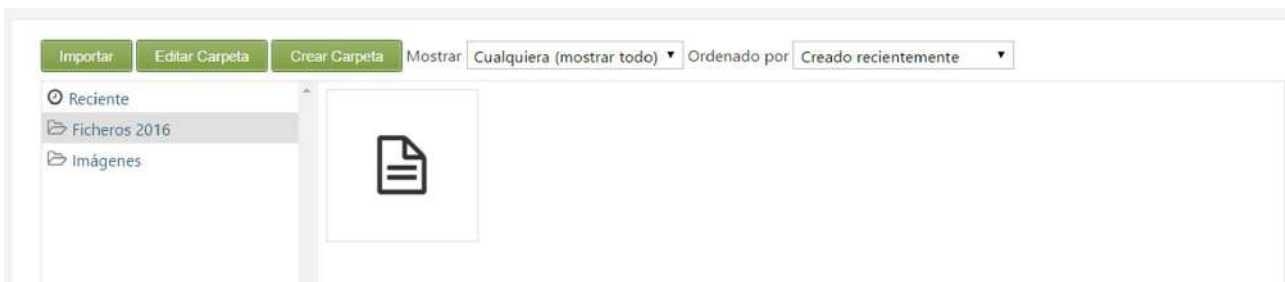 Importar Editar Carpeta Crear Carpeta Mostrar Cualquiera (mostrar todo) Ordenado por Creado recientemente
Reciente
Ficheros 2016
Imágenes